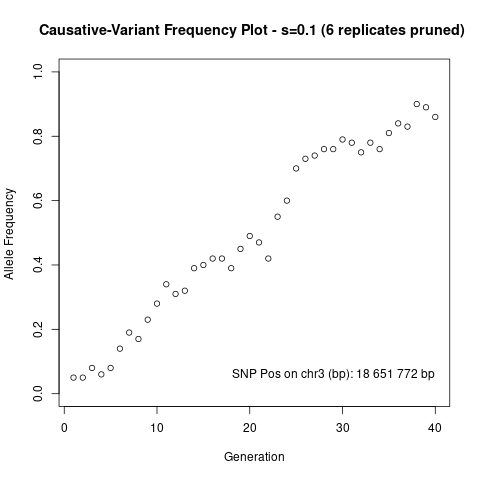 Causative-Variant Frequency Plot - s=0.1 (6 replicates pruned)
Allele Frequency
1.0
0.8
0.6
0.4
0.2
0.0
SNP Pos on chr3 (bp): 18 651 772 bp
0 10 20 30 40
Generation